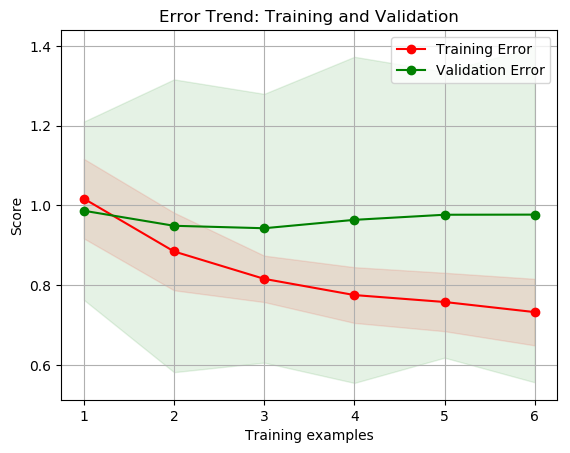 Error Trend: Training and Validation
Training Error
Validation Error
1.4
1.2
1.0
0.8
0.6
Score
1 2 3 4 5 6
Training examples